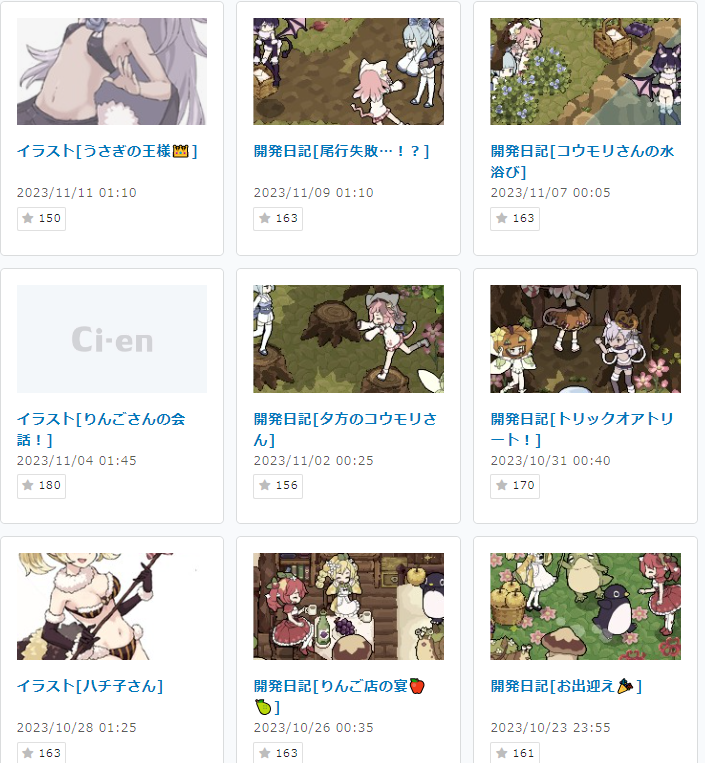 イラスト[うさぎの王様👑]
2023/11/11 01:10
★ 150
開発日記[尾行失敗…！？]
2023/11/09 01:10
★ 163
開発日記[コウモリさんの水
浴び]
2023/11/07 00:05
★ 163
Ci-en
イラスト[りんごさんの会
話！]
2023/11/04 01:45
★ 180
開発日記[夕方のコウモリさ
ん]
2023/11/02 00:25
★ 156
開発日記[トリックオアトリ
ート！]
2023/10/31 00:40
★ 170
イラスト[ハチ子さん]
2023/10/28 01:25
★ 163
開発日記[りんご店の宴🍎
🍐]
2023/10/26 00:35
★ 163
開発日記[お出迎え🎉]
2023/10/23 23:55
★ 161